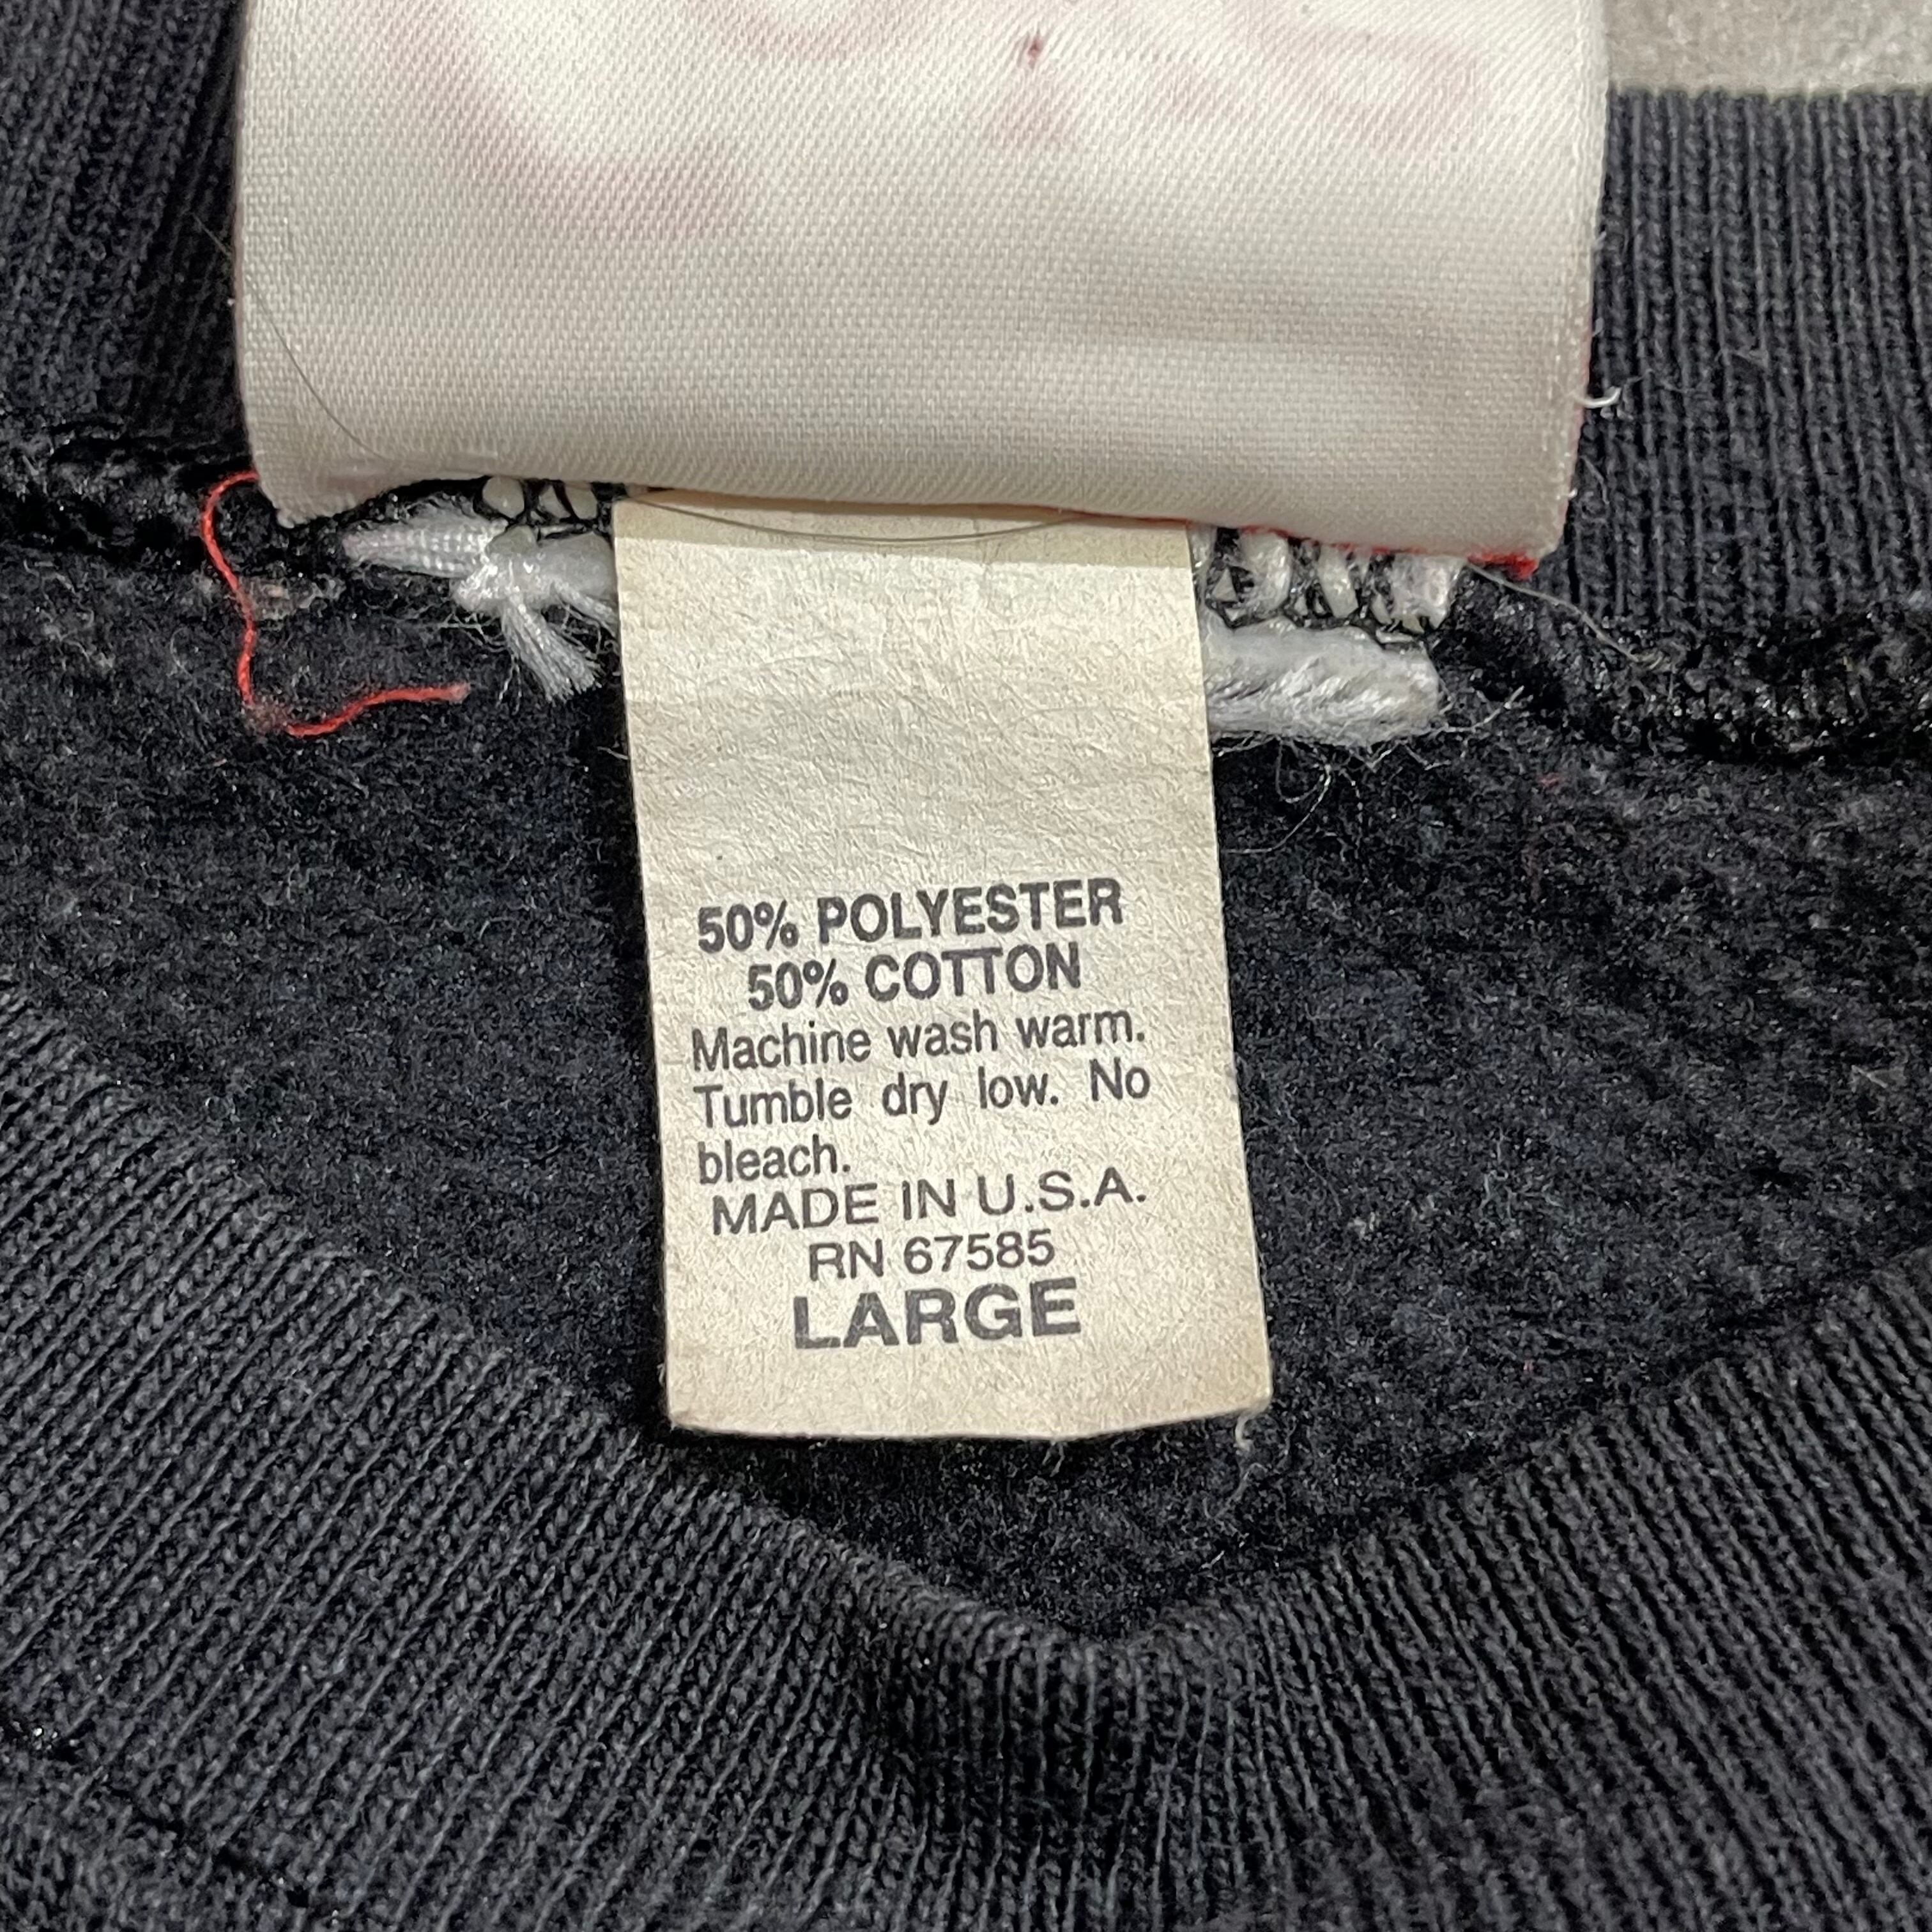 50% POLYESTER
50% COTTON
Machine wash warm.
Tumble dry low. No
bleach.
MADE IN U.S.A.
RN 67585
LARGE